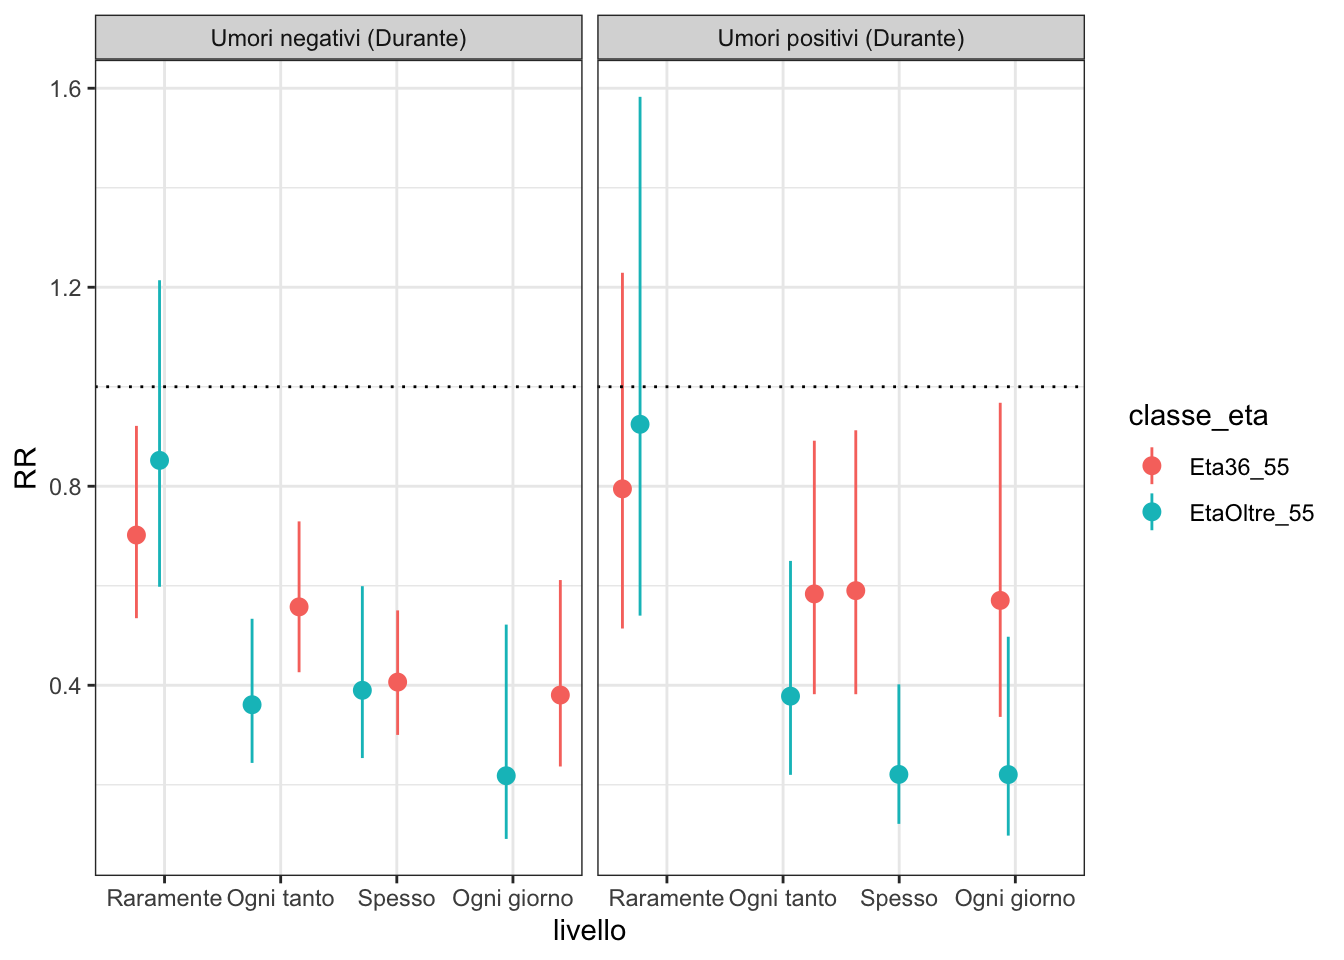 Umori negativi (Durante)
Umori positivi (Durante)
1.6
1.2
0.8
0.4
RR
Raramente
Ogni tanto
Spesso
Ogni giorno
Raramente
Ogni tanto
Spesso
Ogni giorno
livello
classe_eta
Eta36_55
EtaOltre_55